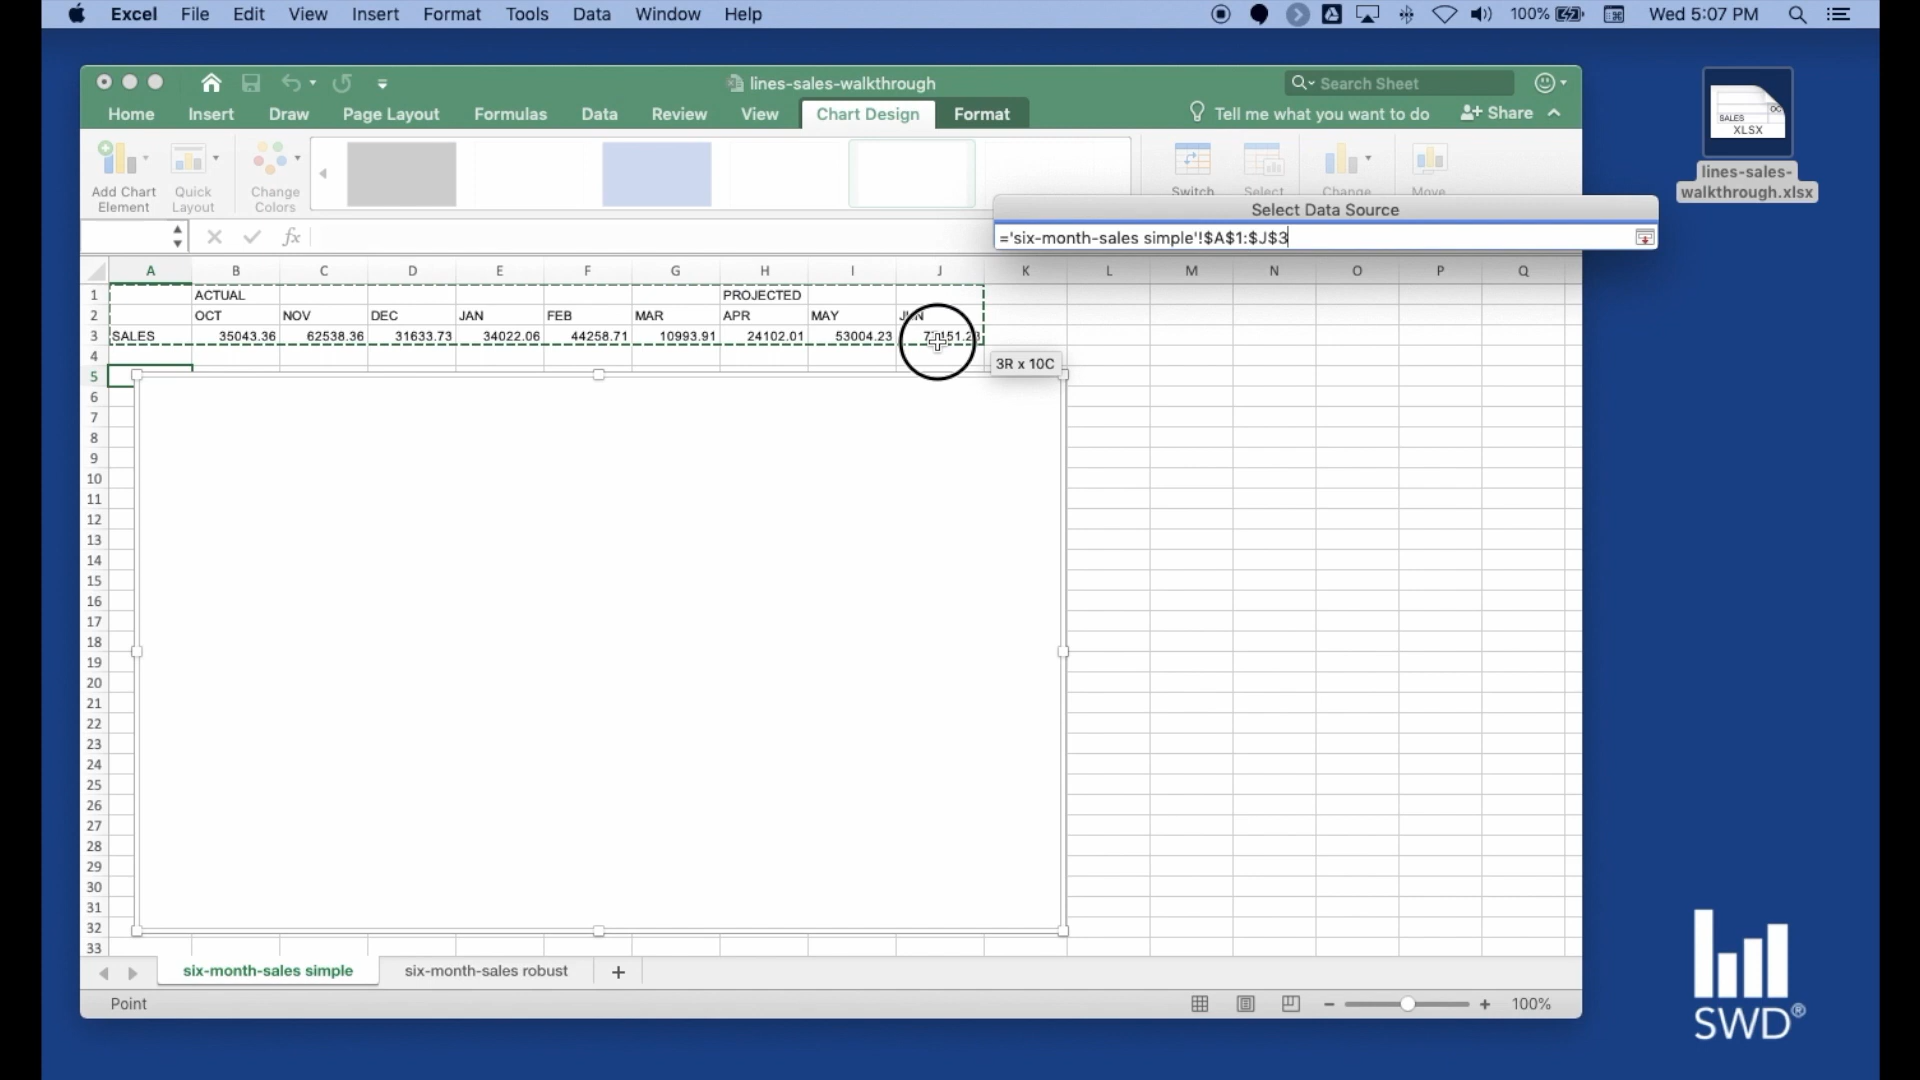 Excel File Edit View Insert Format Tools Data Window Help 100% Wed 5:07 PM
lines-sales-walkthrough Search Sheet
Home Insert Draw Page Layout Formulas Data Review View Chart Design Format Tell me what you want to do Share
Add Chart Element
Quick Layout
Change Colors
Switch
Select
Change
Move
Select Data Source
fx
='six-month-sales simple'!$A$1:$J$3
A B C D E F G H I J K L M N O P Q
1 ACTUAL PROJECTED
2 OCT NOV DEC JAN FEB MAR APR MAY JUN
3 SALES 35043.36 62538.36 31633.73 34022.06 44258.71 10993.91 24102.01 53004.23
4
3R x 10C
5
6
7
8
9
10
11
12
13
14
15
16
17
18
19
20
21
22
23
24
25
26
27
28
29
30
31
32
33
six-month-sales simple six-month-sales robust +
Point 100%
SALES
XLSX
lines-sales-
walkthrough.xlsx
SWD®